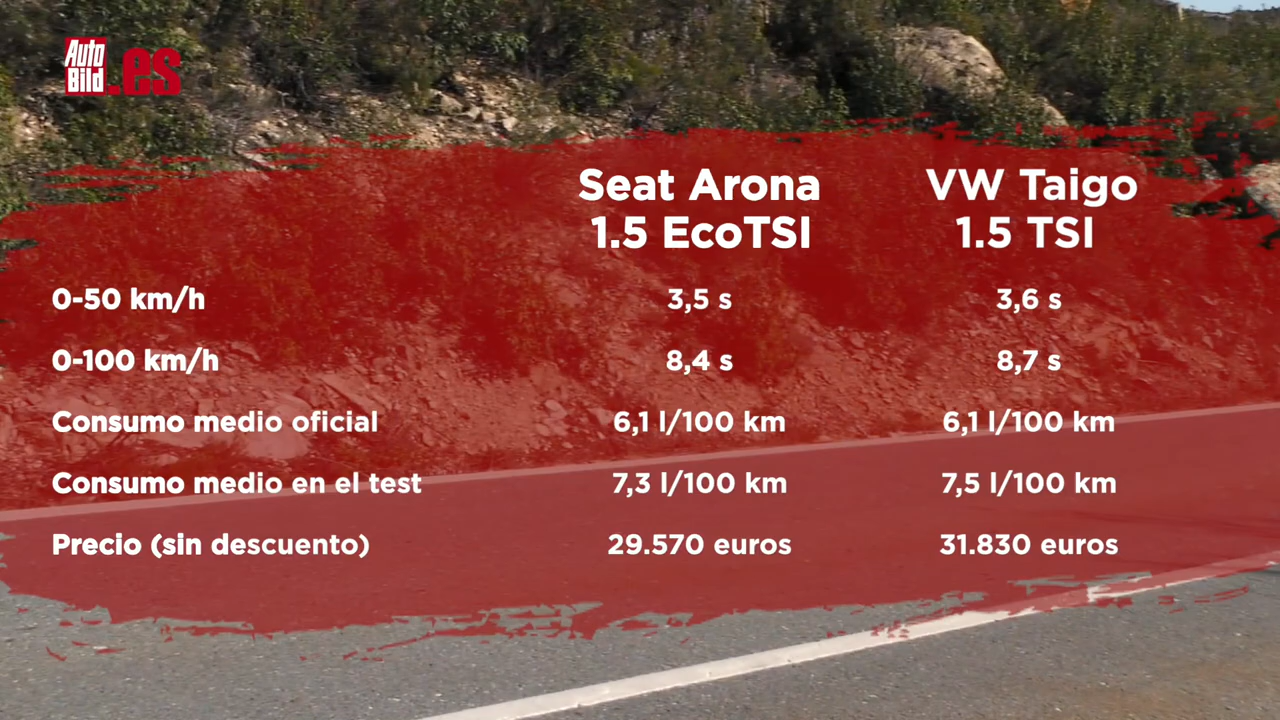 Auto
Bild
.es
Seat Arona VW Taigo
1.5 EcoTSI 1.5 TSI
0-50 km/h 3,5 s 3,6 s
0-100 km/h 8,4 s 8,7 s
Consumo medio oficial 6,1 l/100 km 6,1 l/100 km
Consumo medio en el test 7,3 l/100 km 7,5 l/100 km
Precio (sin descuento) 29.570 euros 31.830 euros